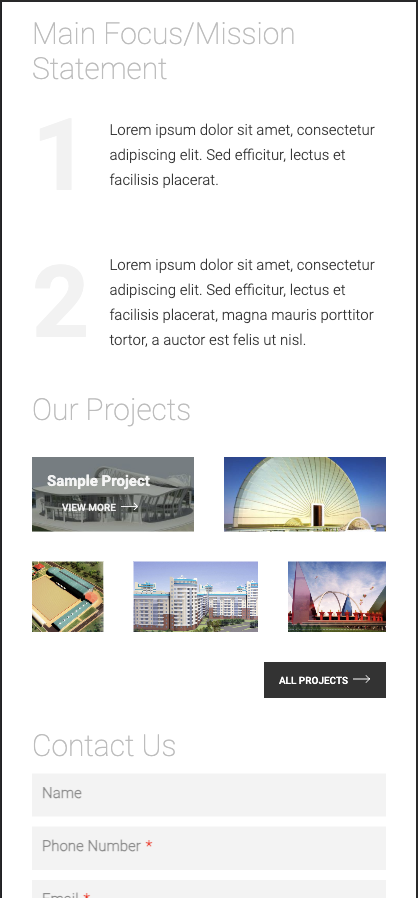 Main Focus/Mission
Statement
1
Lorem ipsum dolor sit amet, consectetur
adipiscing elit. Sed efficitur, lectus et
facilisis placerat.
2
Lorem ipsum dolor sit amet, consectetur
adipiscing elit. Sed efficitur, lectus et
facilisis placerat, magna mauris porttitor
tortor, a auctor est felis ut nisl.
Our Projects
Sample Project
VIEW MORE
ALL PROJECTS
Contact Us
Name
Phone Number *
Email *